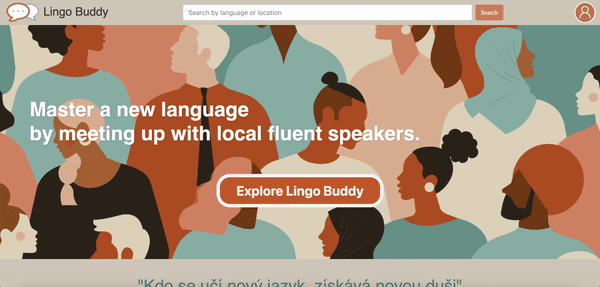 Lingo Buddy
Search by language or location
Search
Master a new language
by meeting up with local fluent speakers.
Explore Lingo Buddy
"Kdo se učí nový jazyk, získává novou duši"